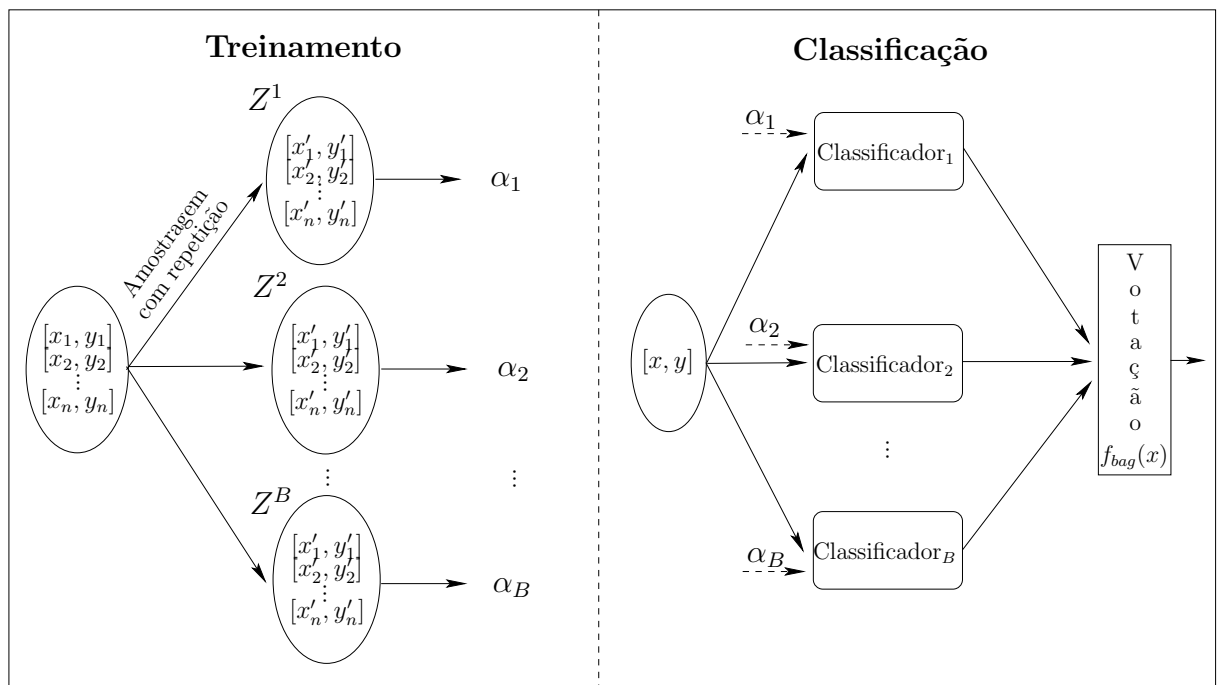 Treinamento
Z^1
[x'_1, y'_1]
[x'_2, y'_2]
⋮
[x'_n, y'_n]
α_1
Amostragem
com repetição
[x_1, y_1]
[x_2, y_2]
⋮
[x_n, y_n]
Z^2
[x'_1, y'_1]
[x'_2, y'_2]
⋮
[x'_n, y'_n]
α_2
⋮
⋮
Z^B
[x'_1, y'_1]
[x'_2, y'_2]
⋮
[x'_n, y'_n]
α_B
Classificação
α_1
Classificador_1
[x, y]
α_2
Classificador_2
⋮
α_B
Classificador_B
V
o
t
a
ç
ã
o
f_{bag}(x)